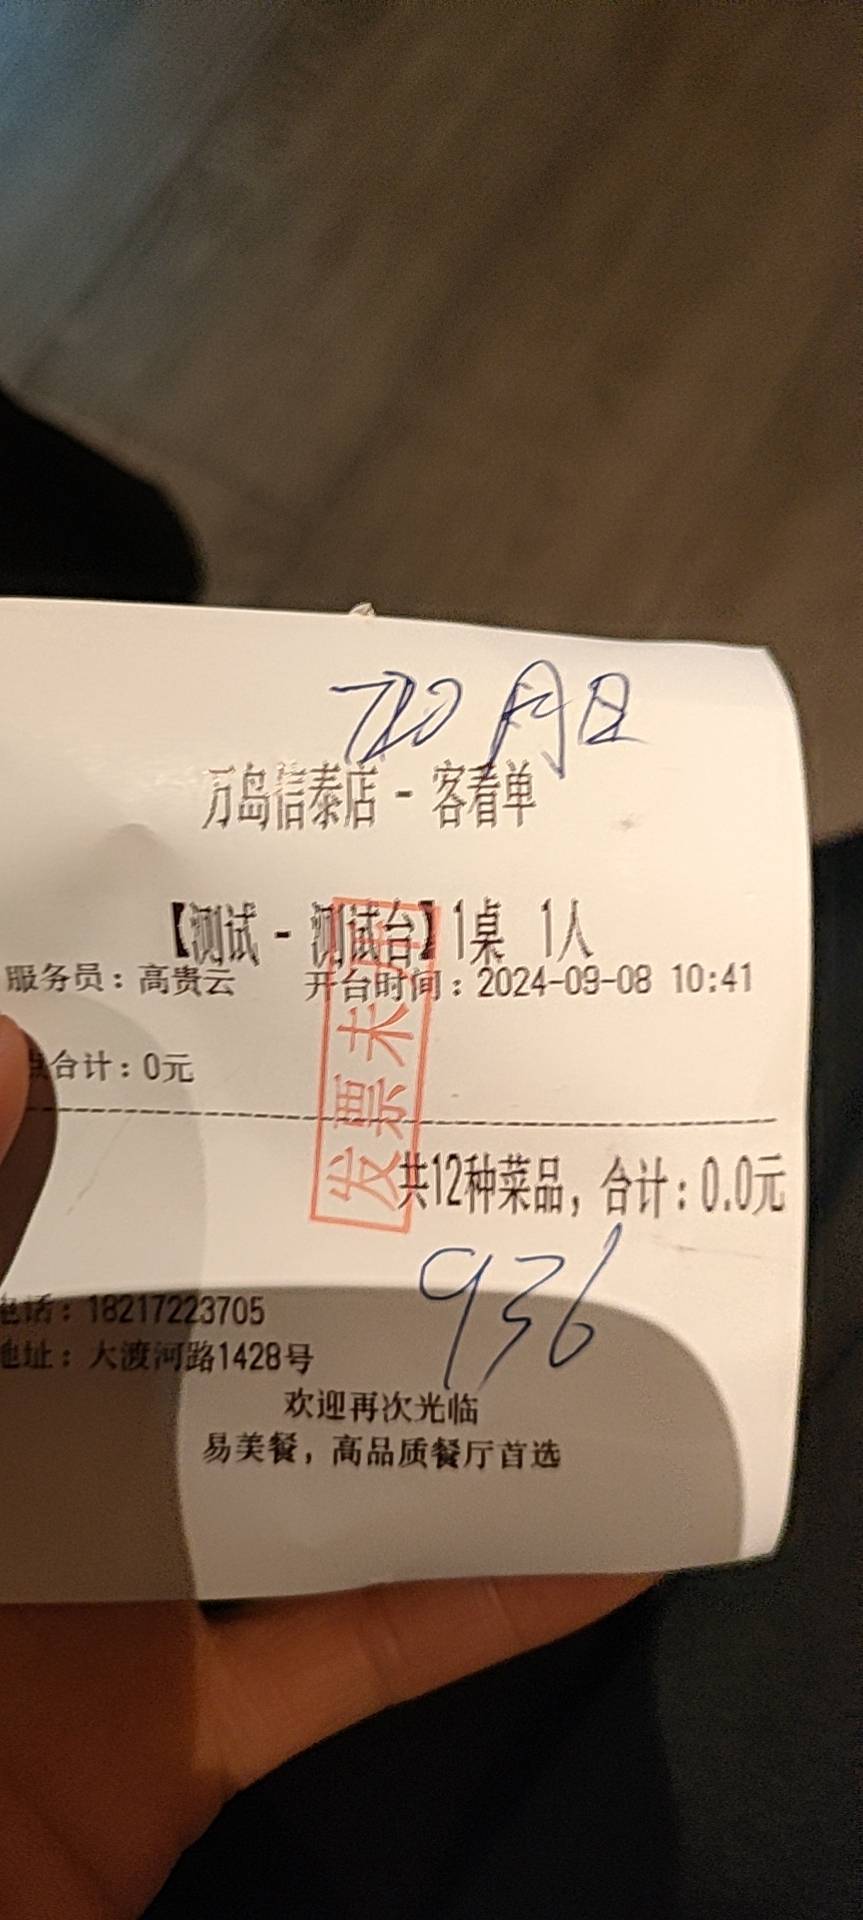 万岛信泰店 - 客看单
【测试 - 测试台】1桌 1人
服务员：高贵云 开台时间：2024-09-08 10:41
合计：0元
发票未开
共12种菜品，合计：0.0元
936
电话：18217223705
地址：大渡河路1428号
欢迎再次光临
易美餐，高品质餐厅首选